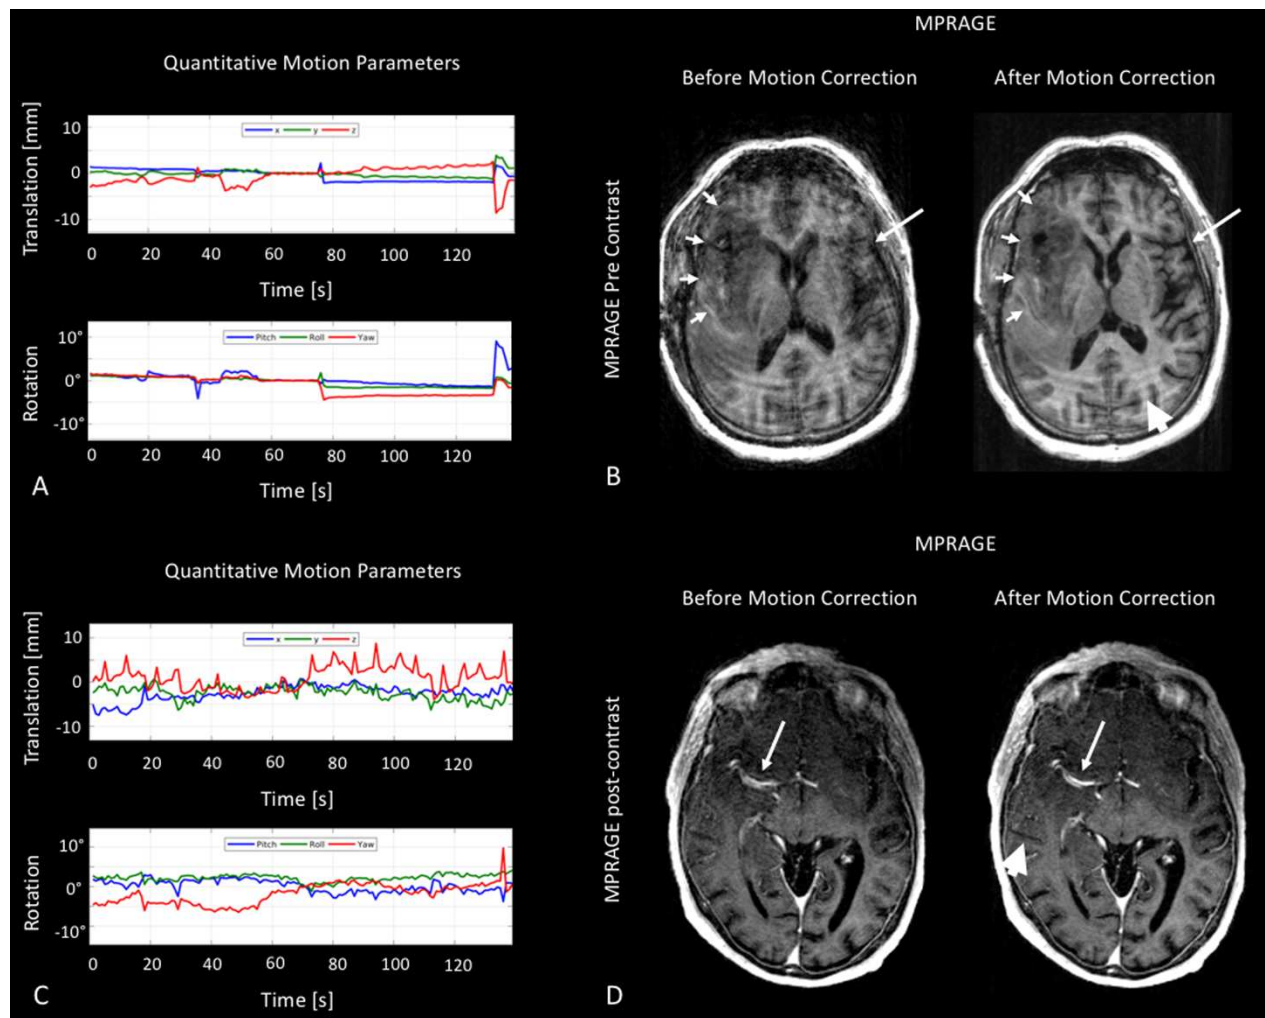 MPRAGE
Quantitative Motion Parameters
Before Motion Correction
After Motion Correction
Translation [mm]
10
0
-10
x y z
0 20 40 60 80 100 120
Time [s]
Rotation
10°
0°
-10°
Pitch Roll Yaw
0 20 40 60 80 100 120
Time [s]
A
MPRAGE Pre Contrast
B
MPRAGE
Quantitative Motion Parameters
Before Motion Correction
After Motion Correction
Translation [mm]
10
0
-10
x y z
0 20 40 60 80 100 120
Time [s]
Rotation
10°
0°
-10°
Pitch Roll Yaw
0 20 40 60 80 100 120
Time [s]
C
MPRAGE post-contrast
D